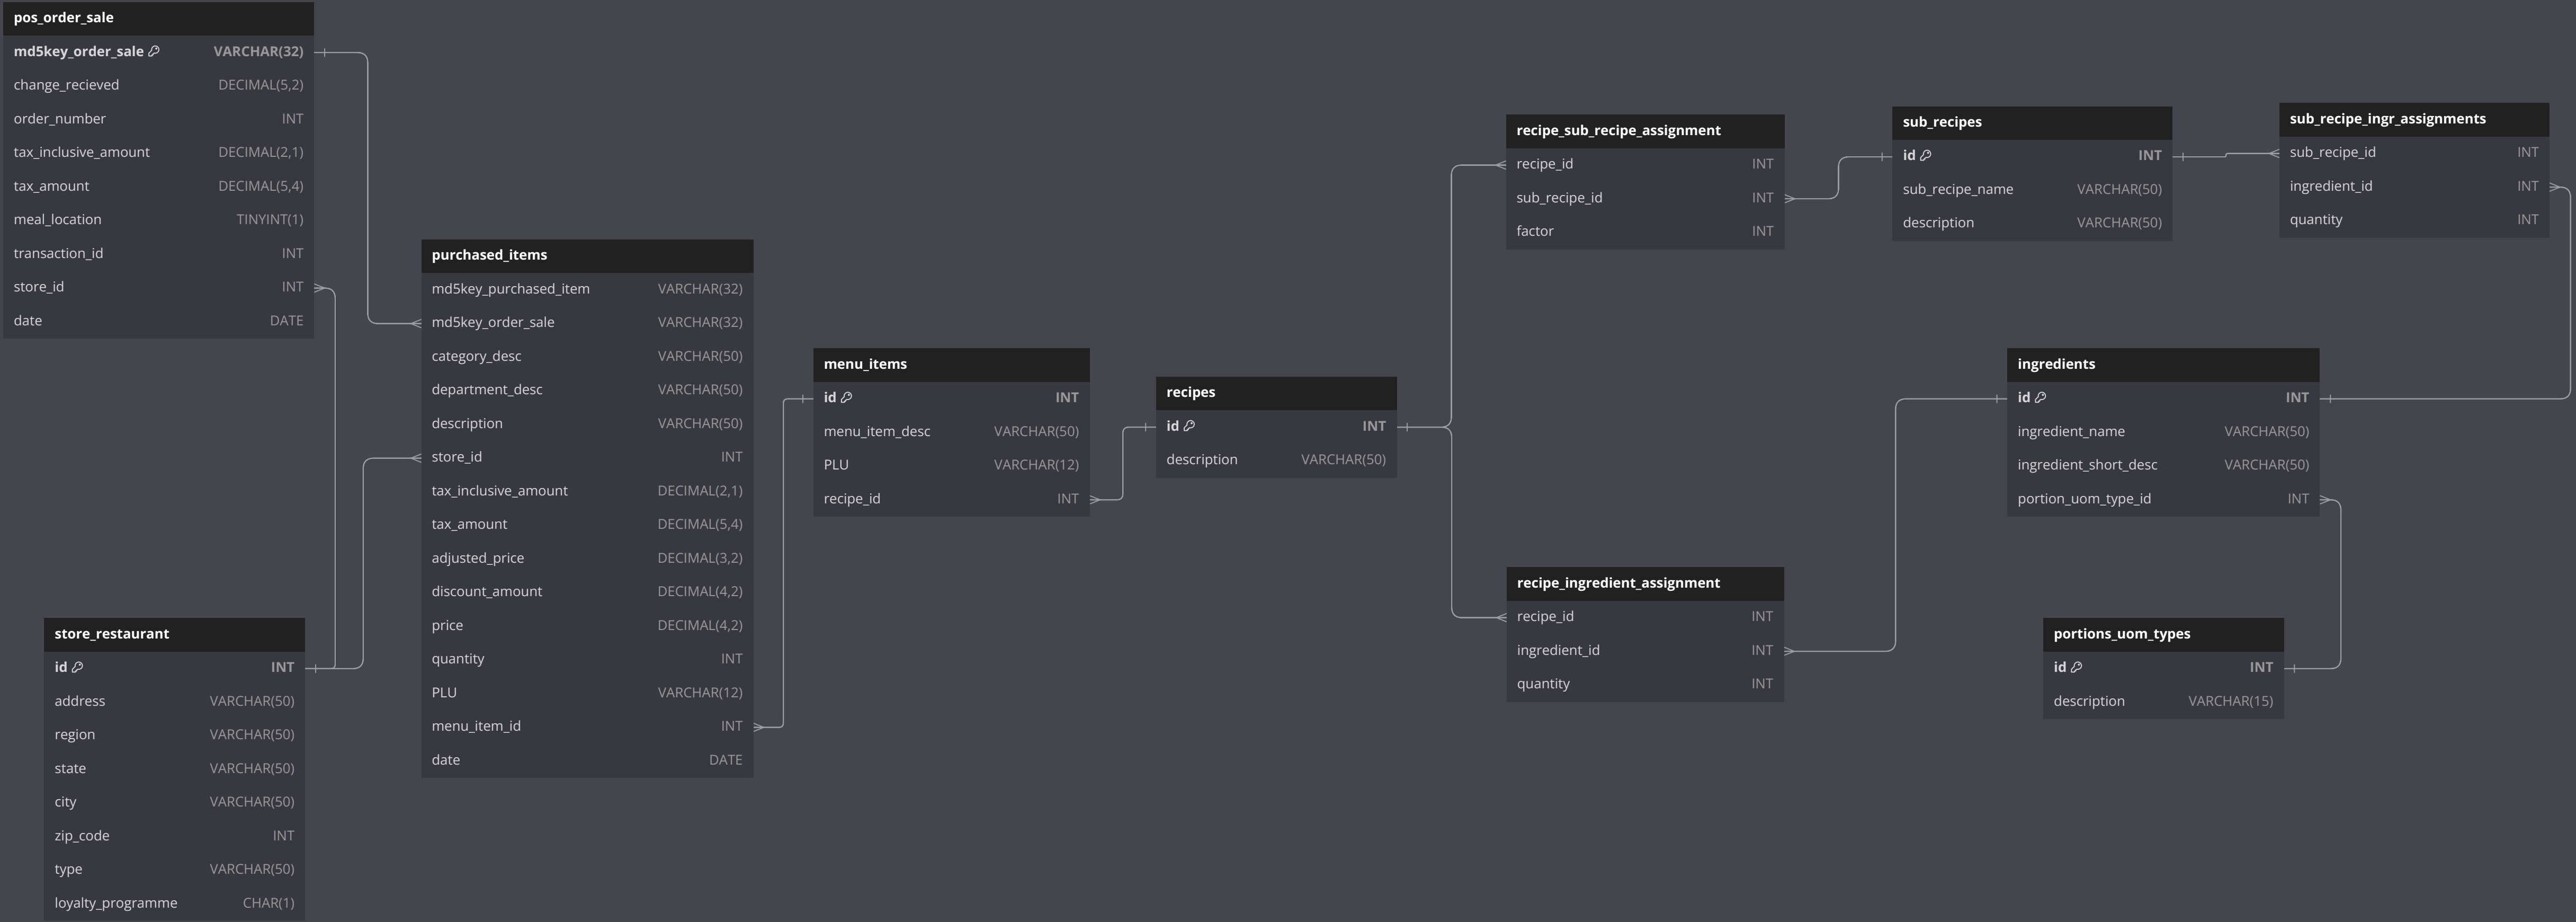 pos_order_sale
md5key_order_sale VARCHAR(32)
change_recieved DECIMAL(5,2)
order_number INT
tax_inclusive_amount DECIMAL(2,1)
tax_amount DECIMAL(5,4)
meal_location TINYINT(1)
transaction_id INT
store_id INT
date DATE
store_restaurant
id INT
address VARCHAR(50)
region VARCHAR(50)
state VARCHAR(50)
city VARCHAR(50)
zip_code INT
type VARCHAR(50)
loyalty_programme CHAR(1)
purchased_items
md5key_purchased_item VARCHAR(32)
md5key_order_sale VARCHAR(32)
category_desc VARCHAR(50)
department_desc VARCHAR(50)
description VARCHAR(50)
store_id INT
tax_inclusive_amount DECIMAL(2,1)
tax_amount DECIMAL(5,4)
adjusted_price DECIMAL(3,2)
discount_amount DECIMAL(4,2)
price DECIMAL(4,2)
quantity INT
PLU VARCHAR(12)
menu_item_id INT
date DATE
menu_items
id INT
menu_item_desc VARCHAR(50)
PLU VARCHAR(12)
recipe_id INT
recipes
id INT
description VARCHAR(50)
recipe_sub_recipe_assignment
recipe_id INT
sub_recipe_id INT
factor INT
sub_recipes
id INT
sub_recipe_name VARCHAR(50)
description VARCHAR(50)
sub_recipe_ingr_assignments
sub_recipe_id INT
ingredient_id INT
quantity INT
recipe_ingredient_assignment
recipe_id INT
ingredient_id INT
quantity INT
ingredients
id INT
ingredient_name VARCHAR(50)
ingredient_short_desc VARCHAR(50)
portion_uom_type_id INT
portions_uom_types
id INT
description VARCHAR(15)